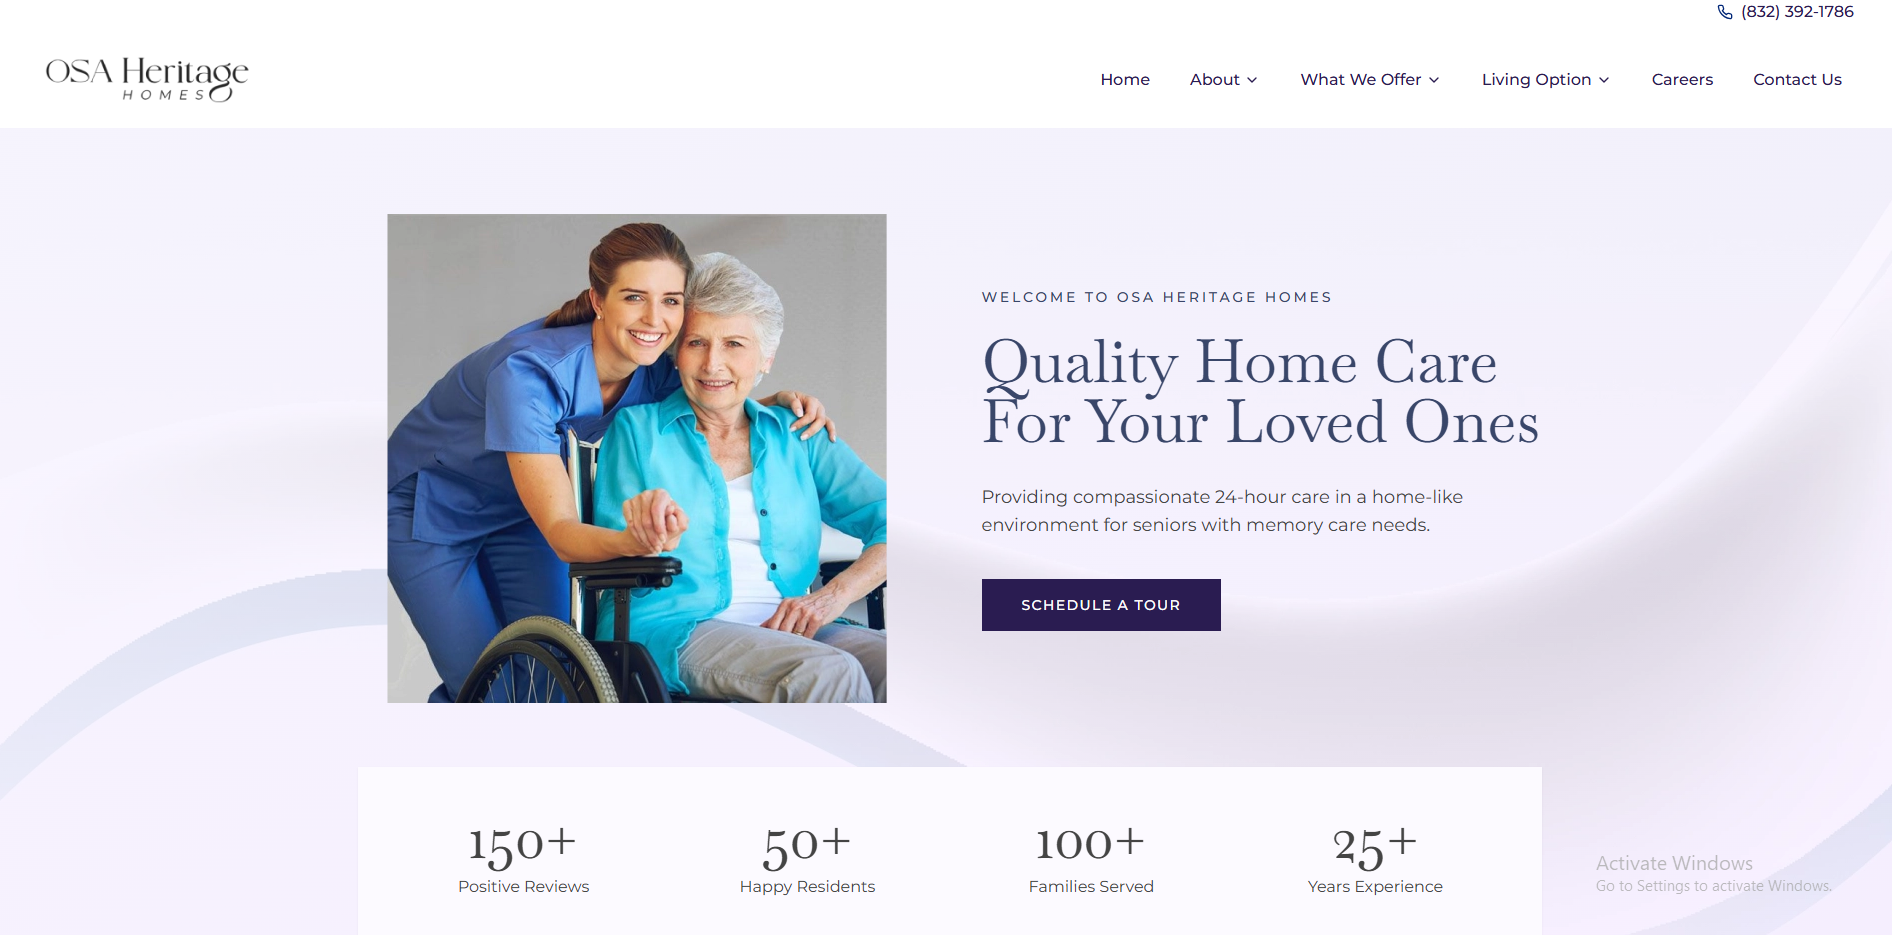 (832) 392-1786
OSA Heritage
HOMES
Home About What We Offer Living Option Careers Contact Us
WELCOME TO OSA HERITAGE HOMES
Quality Home Care
For Your Loved Ones
Providing compassionate 24-hour care in a home-like
environment for seniors with memory care needs.
SCHEDULE A TOUR
150+ 50+ 100+ 25+
Positive Reviews Happy Residents Families Served Years Experience
Activate Windows
Go to Settings to activate Windows.